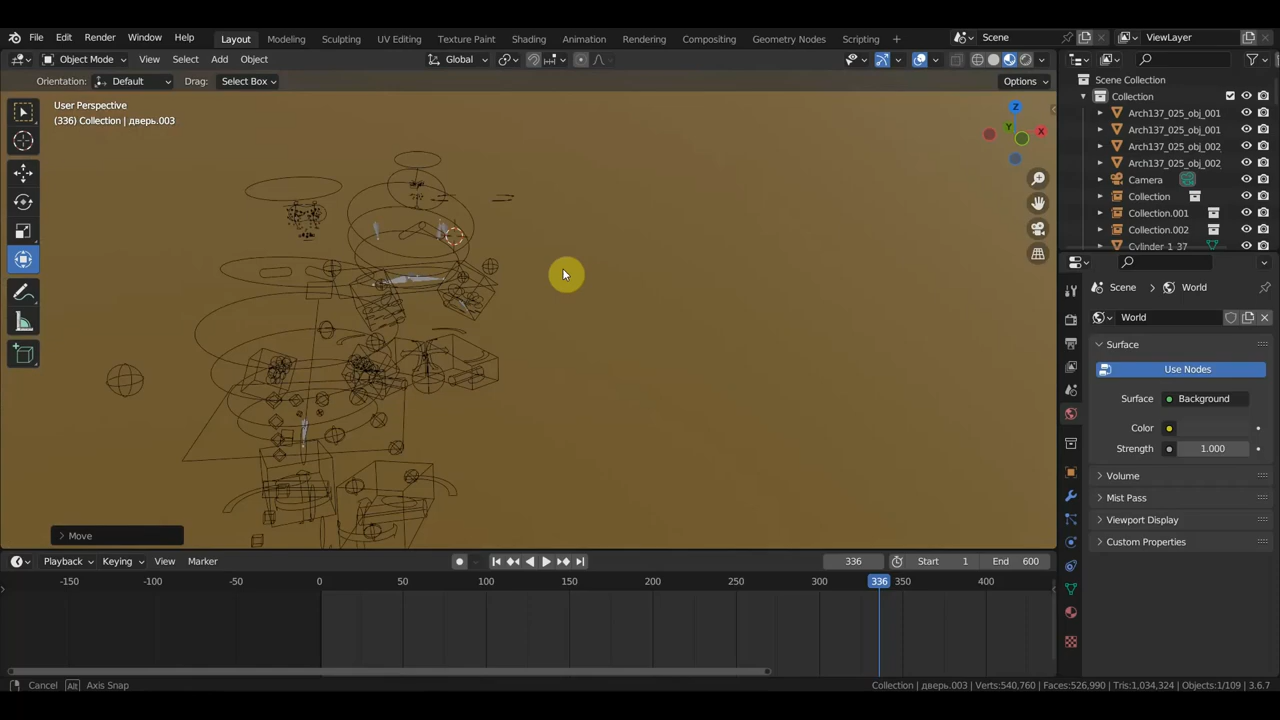 File Edit Render Window Help Layout Modeling Sculpting UV Editing Texture Paint Shading Animation Rendering Compositing Geometry Nodes Scripting Scene ViewLayer
Object Mode View Select Add Object Global
Orientation: Default Drag: Select Box Options
User Perspective
(336) Collection | дверь.003
Z
Y
X
Scene Collection
Collection
Arch137_025_obj_001
Arch137_025_obj_001
Arch137_025_obj_002
Arch137_025_obj_002
Camera
Collection
Collection.001
Collection.002
Cylinder 1 37
Scene World
World
Surface
Use Nodes
Surface Background
Color
Strength 1.000
Volume
Mist Pass
Viewport Display
Custom Properties
Move
Playback Keying View Marker 336 Start 1 End 600
-150 -100 -50 0 50 100 150 200 250 300 336 350 400
Cancel Alt Axis Snap Collection | дверь.003 Verts:540,760 Faces:526,990 Tris:1,034,324 Objects:1/109 3.6.7